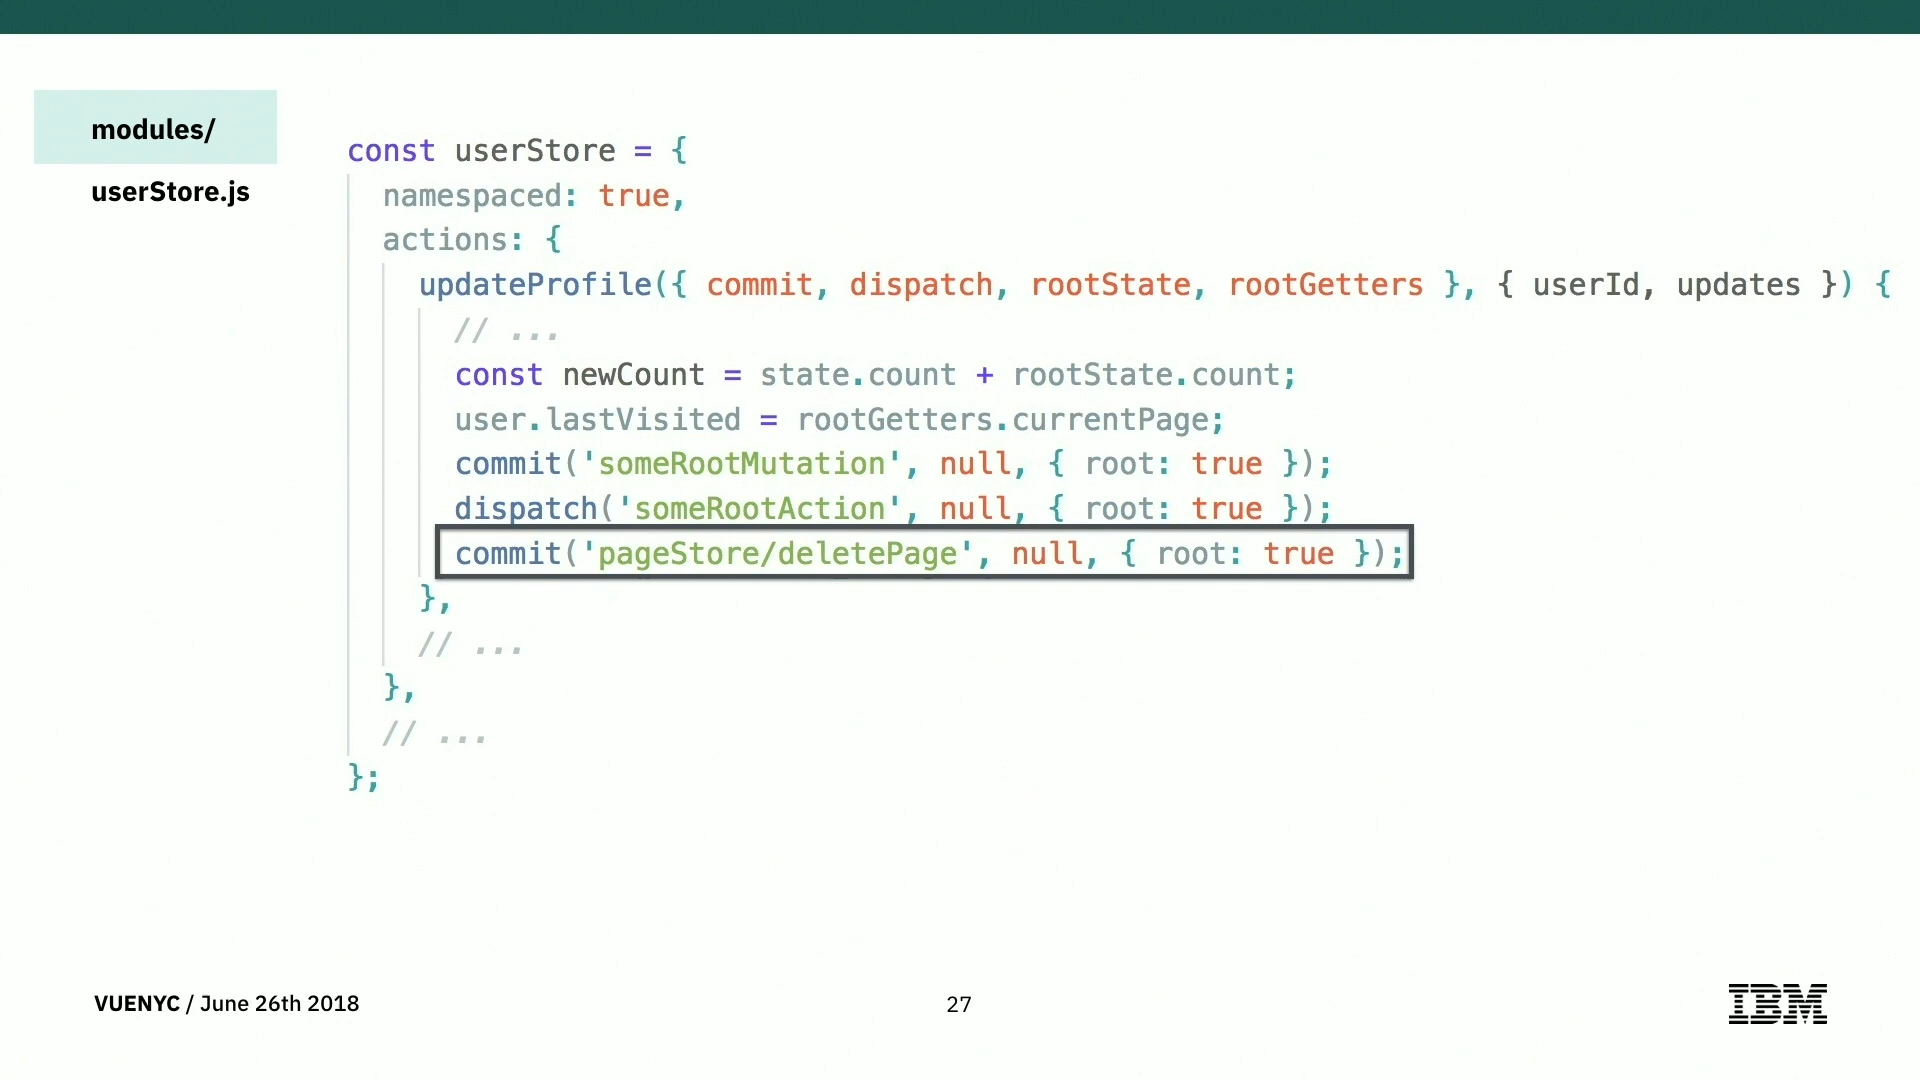 modules/
userStore.js
const userStore = {
namespaced: true,
actions: {
updateProfile({ commit, dispatch, rootState, rootGetters }, { userId, updates }) {
// ...
const newCount = state.count + rootState.count;
user.lastVisited = rootGetters.currentPage;
commit('someRootMutation', null, { root: true });
dispatch('someRootAction', null, { root: true });
commit('pageStore/deletePage', null, { root: true });
},
// ...
},
// ...
};
VUENYC / June 26th 2018
27
IBM